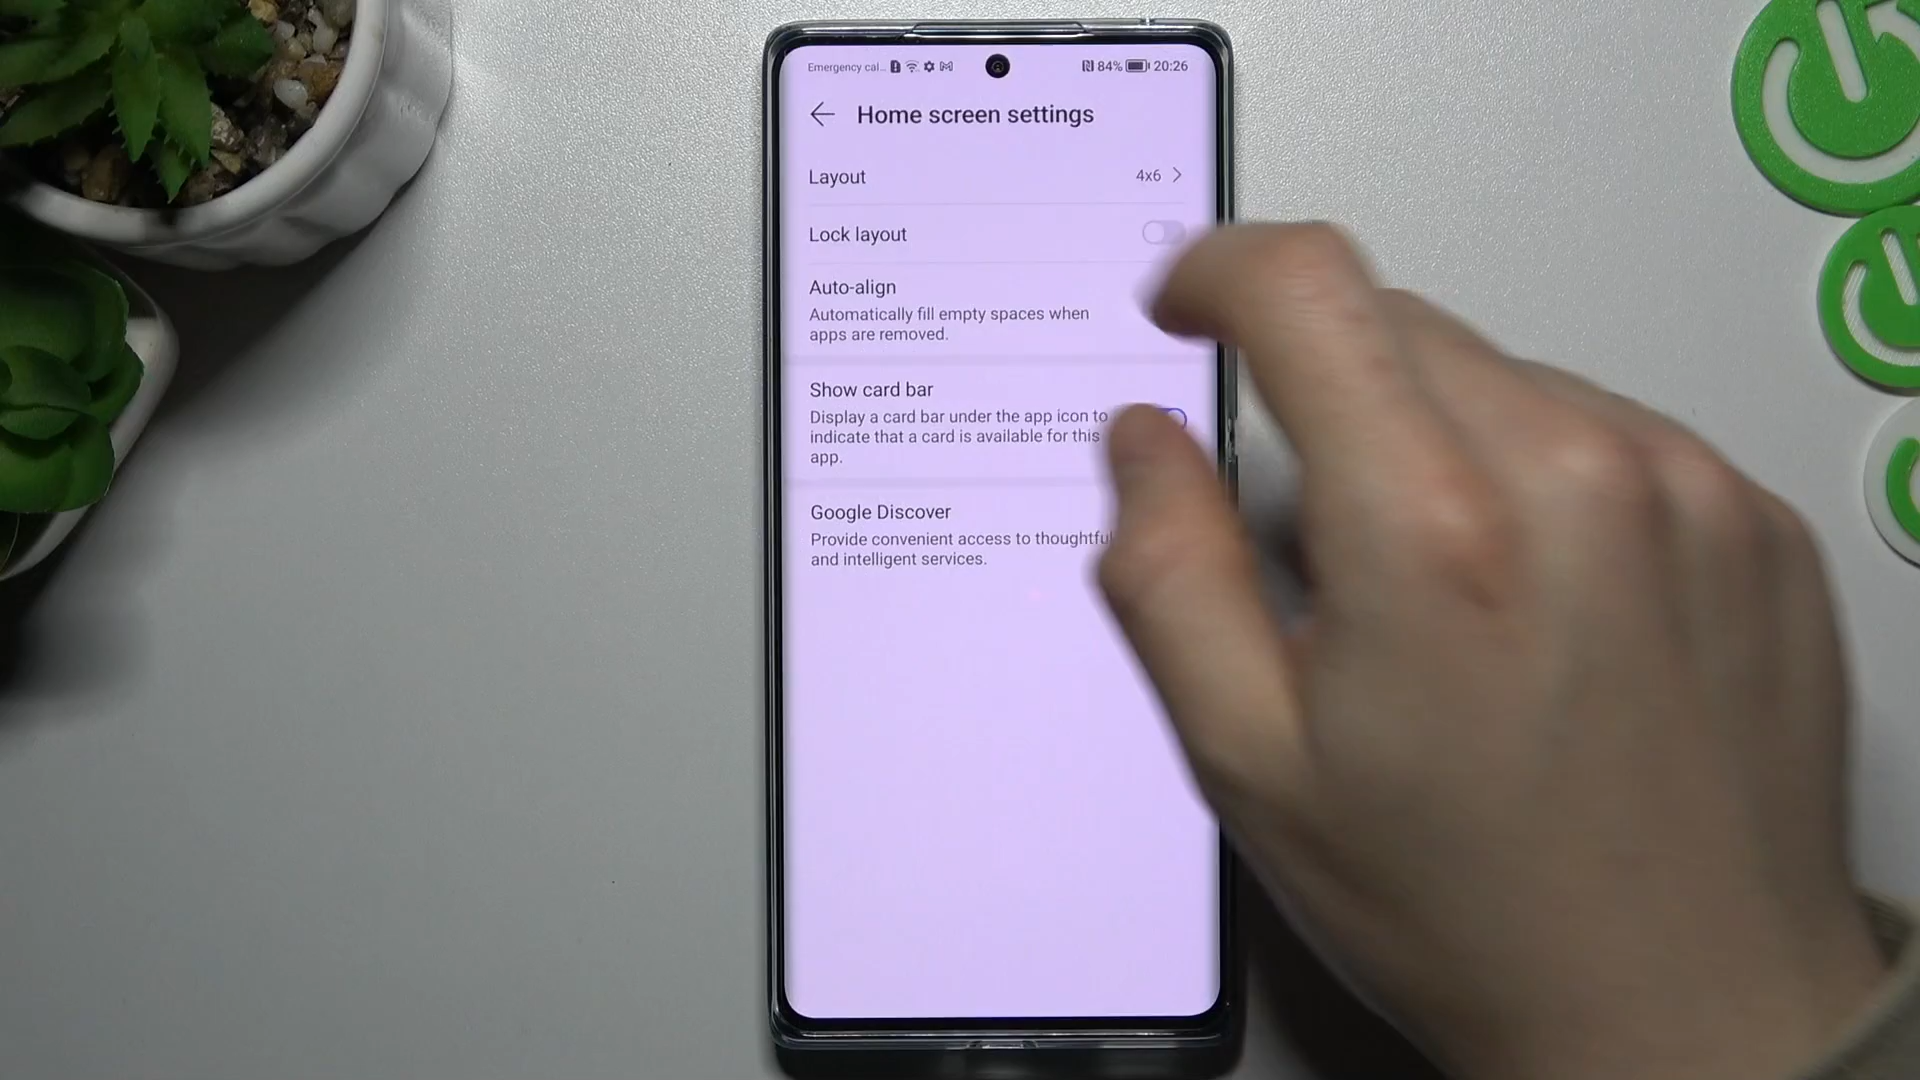 Emergency cal... 84% 20:26
Home screen settings
Layout 4x6
Lock layout
Auto-align
Automatically fill empty spaces when
apps are removed.
Show card bar
Display a card bar under the app icon to
indicate that a card is available for this
app.
Google Discover
Provide convenient access to thoughtful
and intelligent services.